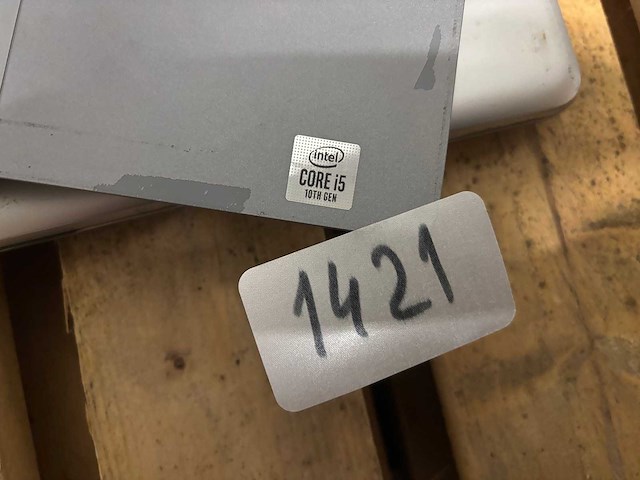 intel
CORE i5
10TH GEN
1421